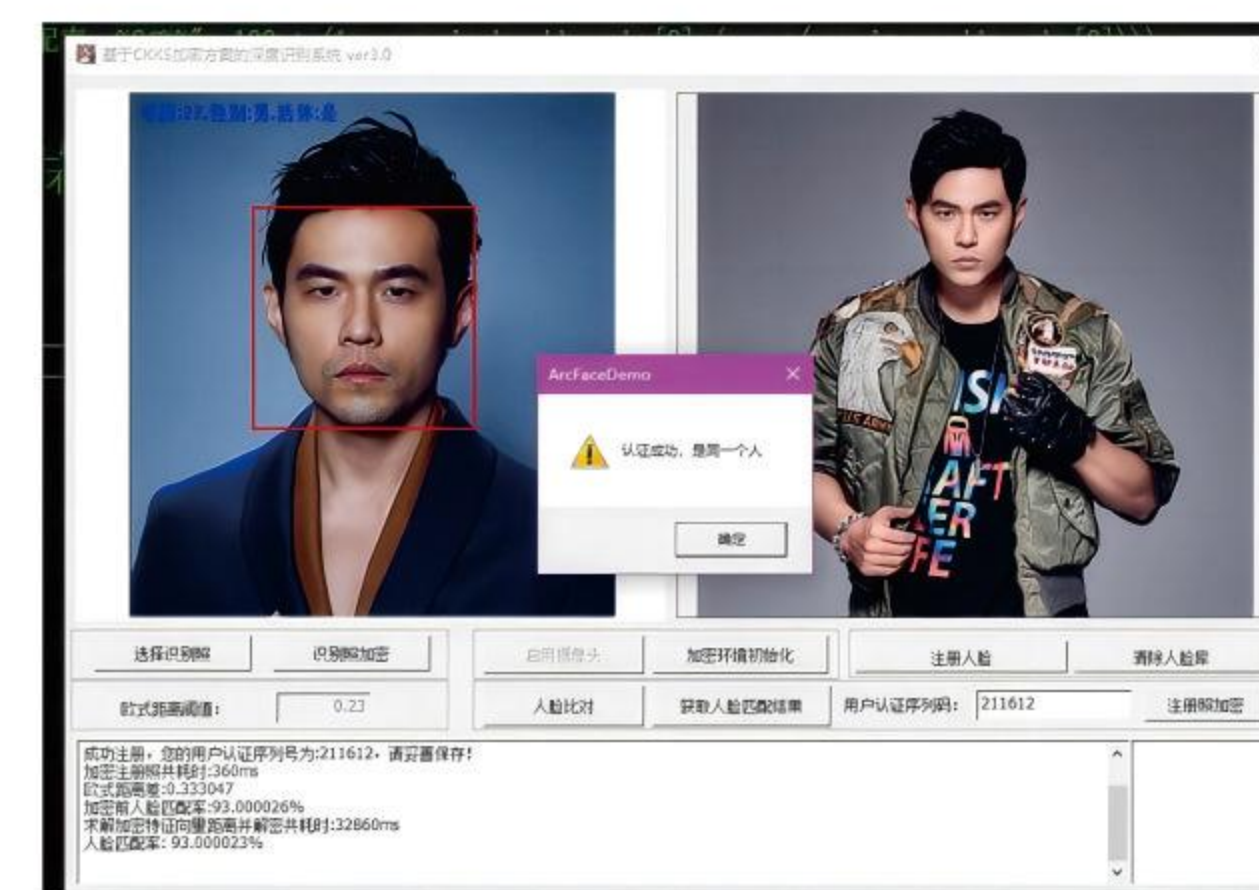 基于CKKS加密方案的深度识别系统 ver3.0
性别:男,活体:是
ArcFaceDemo
认证成功，是同一个人
确定
US ARMY
选择识别照
识别照加密
启用摄像头
加密环境初始化
注册人脸
清除人脸库
欧式距离阈值：
0.23
人脸比对
获取人脸匹配结果
用户认证序列码：
211612
注册照加密
成功注册，您的用户认证序列号为:211612，请妥善保存！
加密注册照共耗时:360ms
欧式距离差:0.333047
加密前人脸匹配率:93.000026%
求解加密特征向量距离并解密共耗时:32860ms
人脸匹配率: 93.000023%